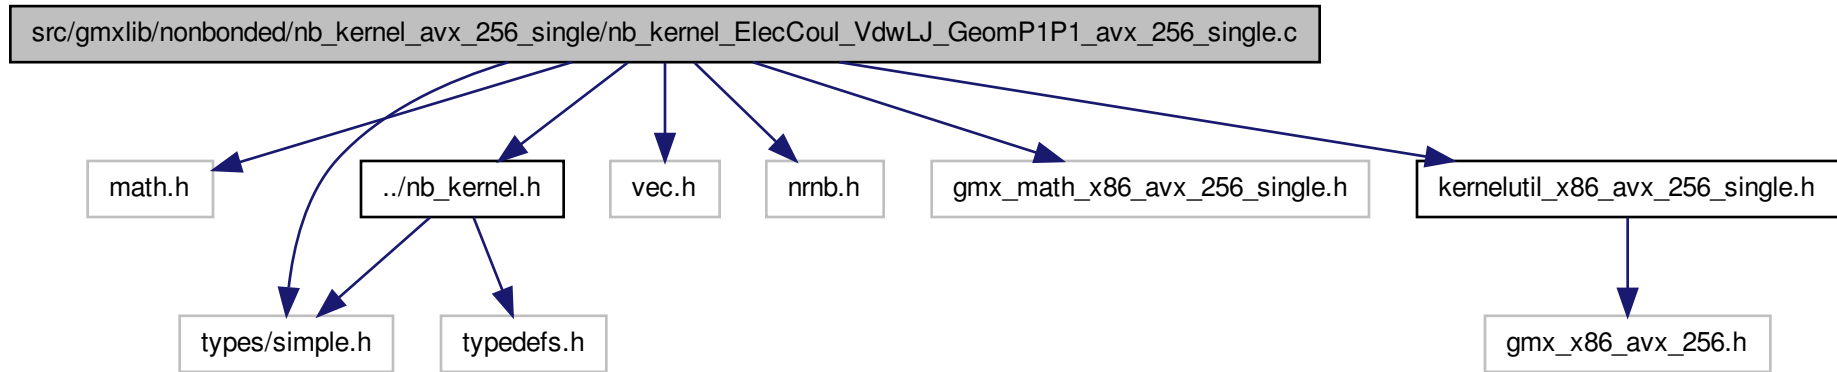 src/gmxlib/nonbonded/nb_kernel_avx_256_single/nb_kernel_ElecCoul_VdwLJ_GeomP1P1_avx_256_single.c
math.h
../nb_kernel.h
vec.h
nrnb.h
gmx_math_x86_avx_256_single.h
kernelutil_x86_avx_256_single.h
types/simple.h
typedefs.h
gmx_x86_avx_256.h